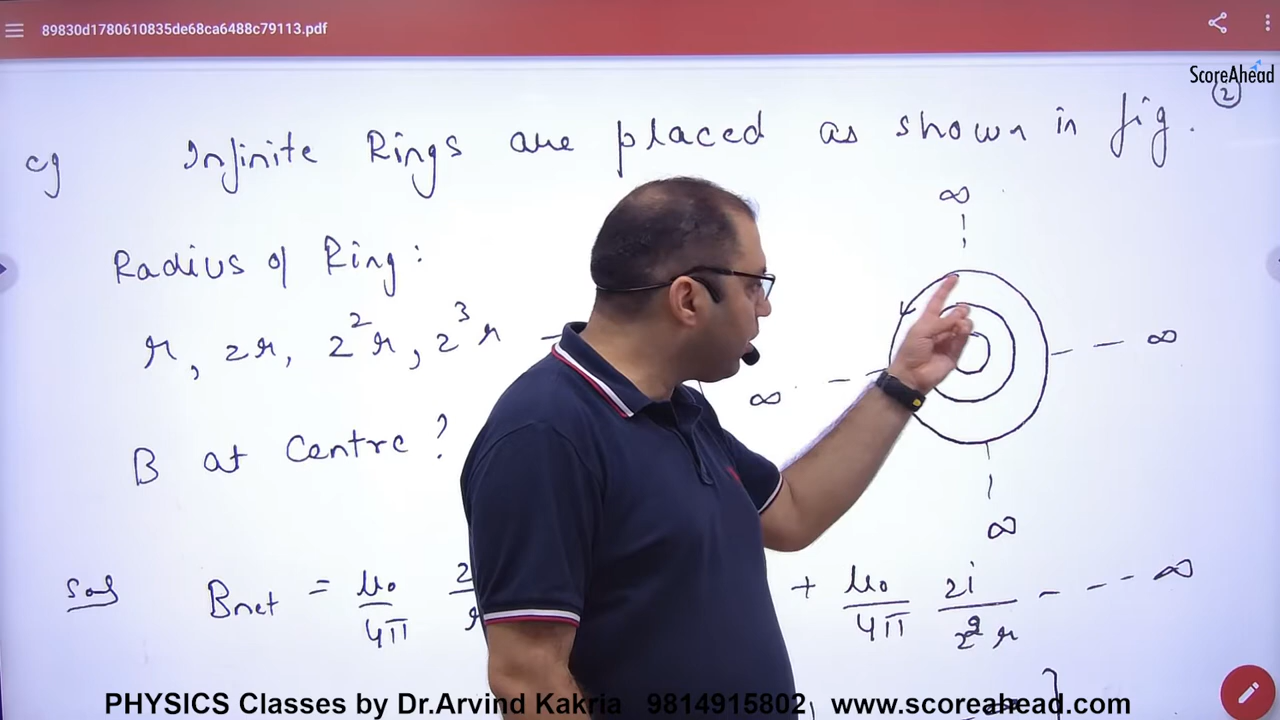 89830d1780610835de68ca6488c79113.pdf
ScoreAhead
2
eg Infinite Rings are placed as shown in fig.
∞
Radius of Ring:
r, 2r, 2²r, 2³r
∞
∞
B at Centre ?
∞
Sol Bnet = μ₀/4π 2 + μ₀/4π 2i/2²r --- ∞
PHYSICS Classes by Dr.Arvind Kakria 9814915802 www.scoreahead.com